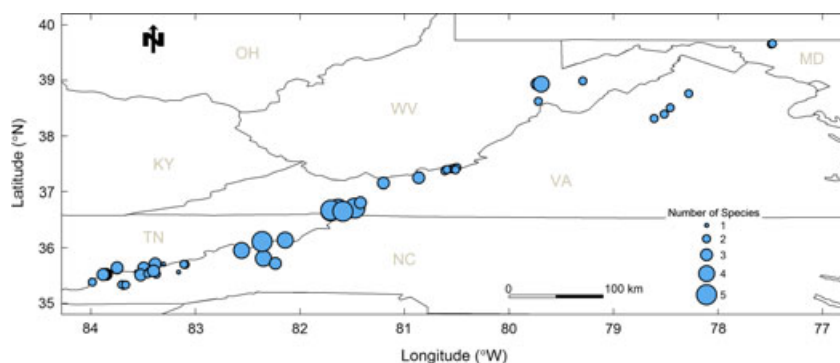 40
39
38
37
36
35
Latitude (°N)
N
OH
MD
WV
KY
VA
TN
NC
Number of Species
1
2
3
4
5
0 100 km
84 83 82 81 80 79 78 77
Longitude (°W)